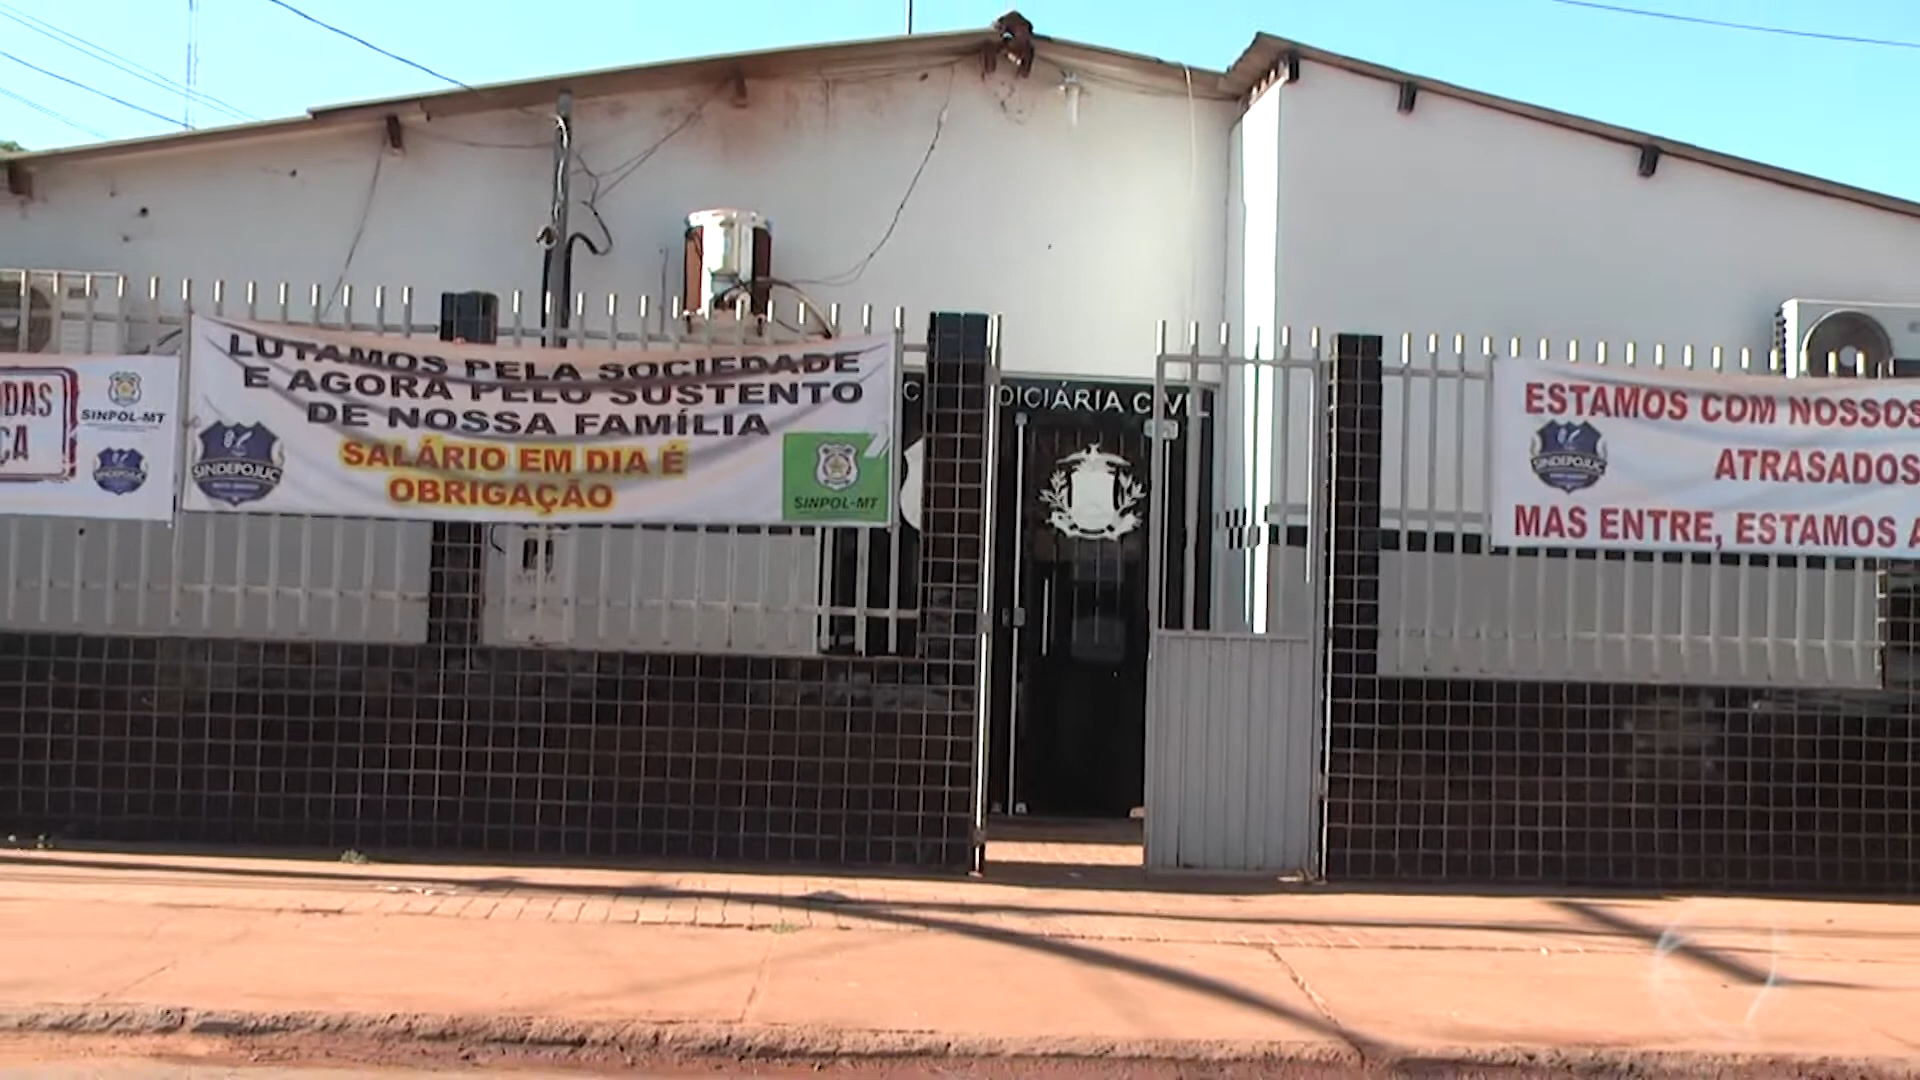 IDAS
ÇA
SINPOL-MT
LUTAMOS PELA SOCIEDADE
E AGORA PELO SUSTENTO
DE NOSSA FAMÍLIA
SALÁRIO EM DIA É
OBRIGAÇÃO
SINDEPOJUC
SINPOL-MT
DICIÁRIA CIVIL
ESTAMOS COM NOSSOS
SINDEPOJUC
ATRASADOS
MAS ENTRE, ESTAMOS A